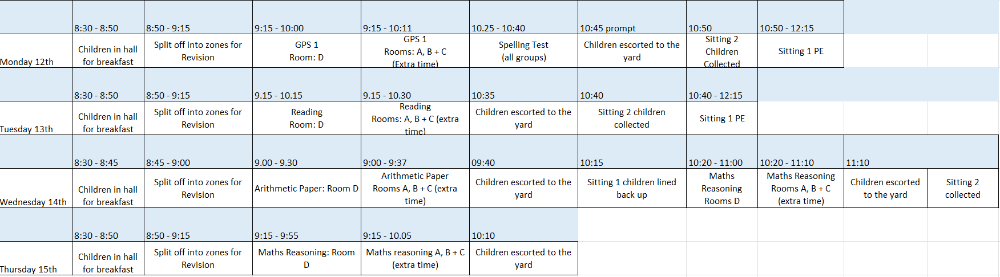 8:30 - 8:50 8:50 - 9:15 9:15 - 10:00 9:15 - 10:11 10.25 - 10:40 10:45 prompt 10:50 10:50 - 12:15
Monday 12th
Children in hall
for breakfast
Split off into zones for
Revision
GPS 1
Room: D
GPS 1
Rooms: A, B + C
(Extra time)
Spelling Test
(all groups)
Children escorted to the
yard
Sitting 2
Children
Collected
Sitting 1 PE
8:30 - 8:50 8:50 - 9:15 9.15 - 10.15 9.15 - 10.30 10:35 10:40 10:40 - 12:15
Tuesday 13th
Children in hall
for breakfast
Split off into zones for
Revision
Reading
Room: D
Reading
Rooms: A, B + C (extra
time)
Children escorted to the
yard
Sitting 2 children
collected
Sitting 1 PE
8:30 - 8:45 8:45 - 9:00 9.00 - 9.30 9:00 - 9:37 09:40 10:15 10:20 - 11:00 10:20 - 11:10 11:10
Wednesday 14th
Children in hall
for breakfast
Split off into zones for
Revision
Arithmetic Paper: Room D
Arithmetic Paper
Rooms A, B + C (extra
time)
Children escorted to the
yard
Sitting 1 children lined
back up
Maths
Reasoning
Rooms D
Maths Reasoning
Rooms A, B + C
(extra time)
Children escorted
to the yard
Sitting 2
collected
8:30 - 8:50 8:50 - 9:15 9:15 - 9:55 9:15 - 10.05 10:10
Thursday 15th
Children in hall
for breakfast
Split off into zones for
Revision
Maths Reasoning: Room
D
Maths reasoning A, B + C
(extra time)
Children escorted to the
yard